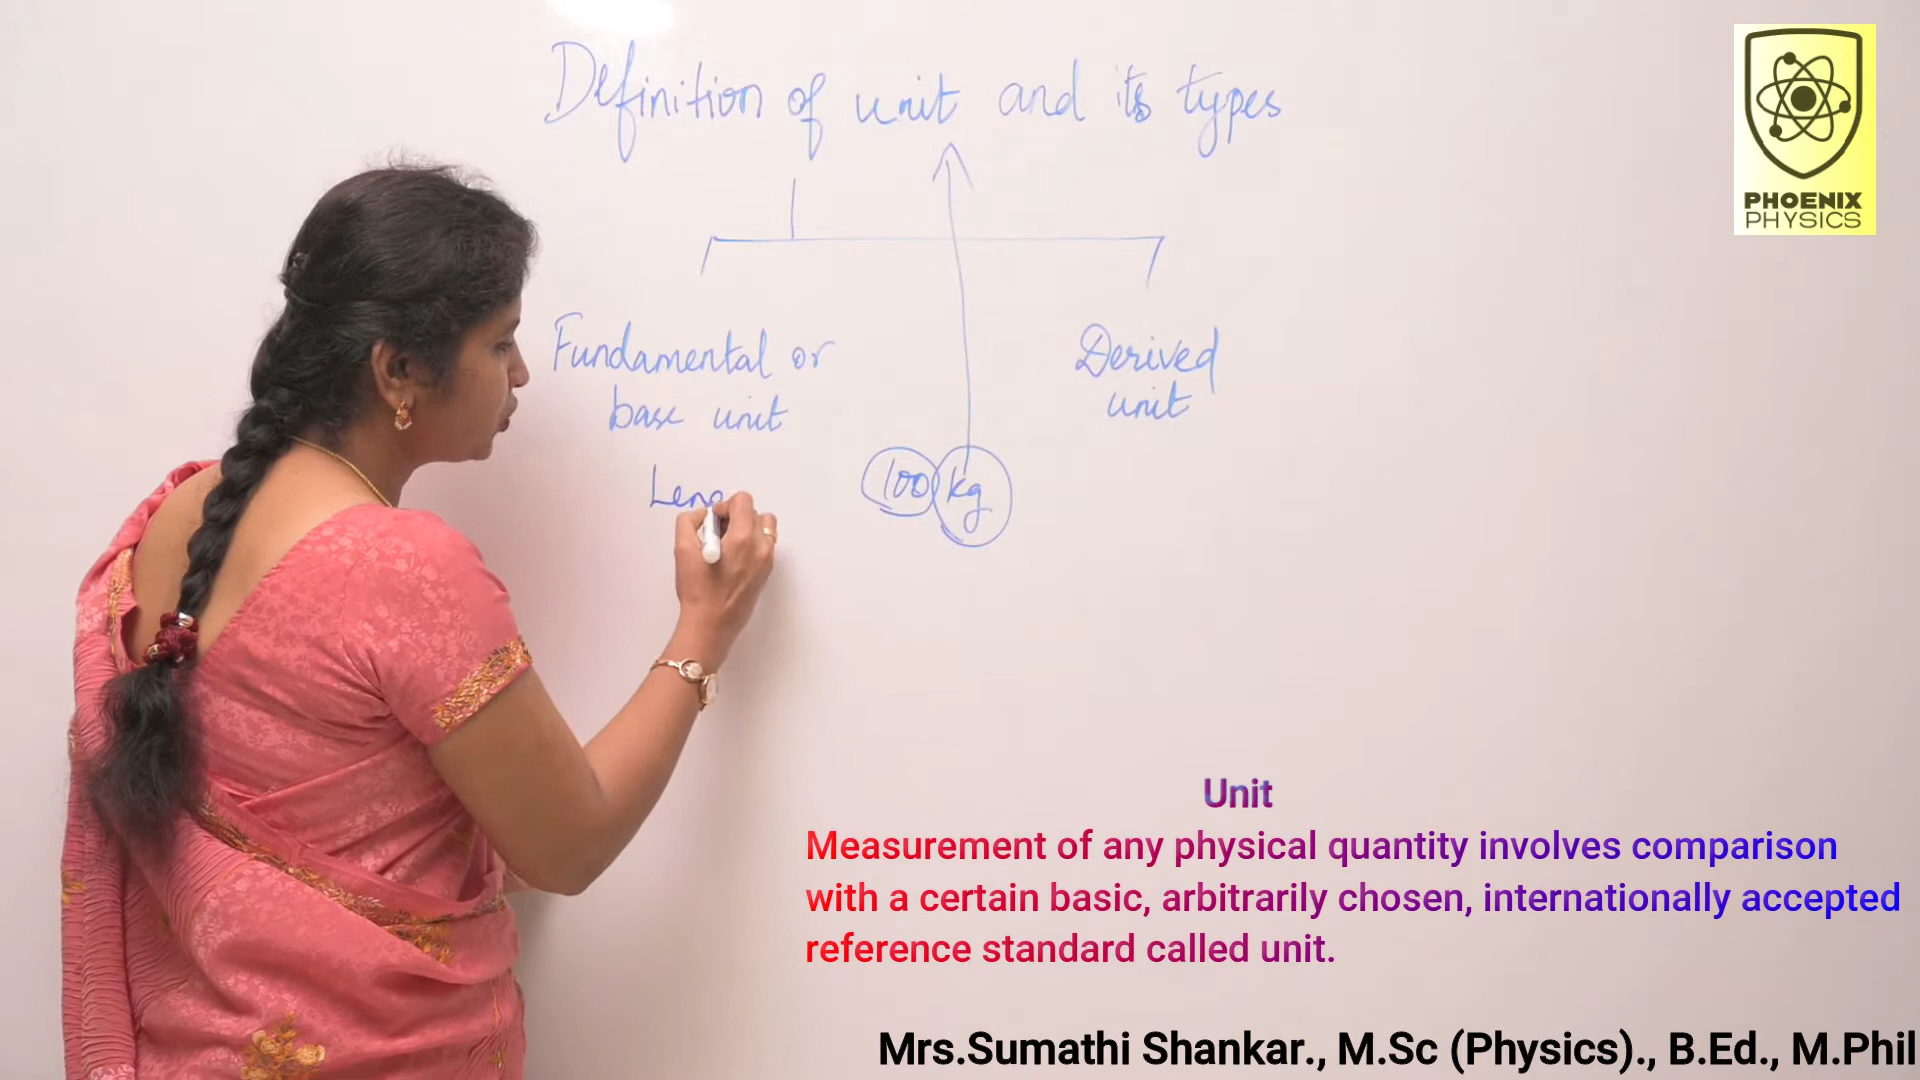 Definition of unit and its types
Fundamental or
base unit
Derived
unit
Leng
100 kg
PHOENIX
PHYSICS
Unit
Measurement of any physical quantity involves comparison
with a certain basic, arbitrarily chosen, internationally accepted
reference standard called unit.
Mrs.Sumathi Shankar., M.Sc (Physics)., B.Ed., M.Phil